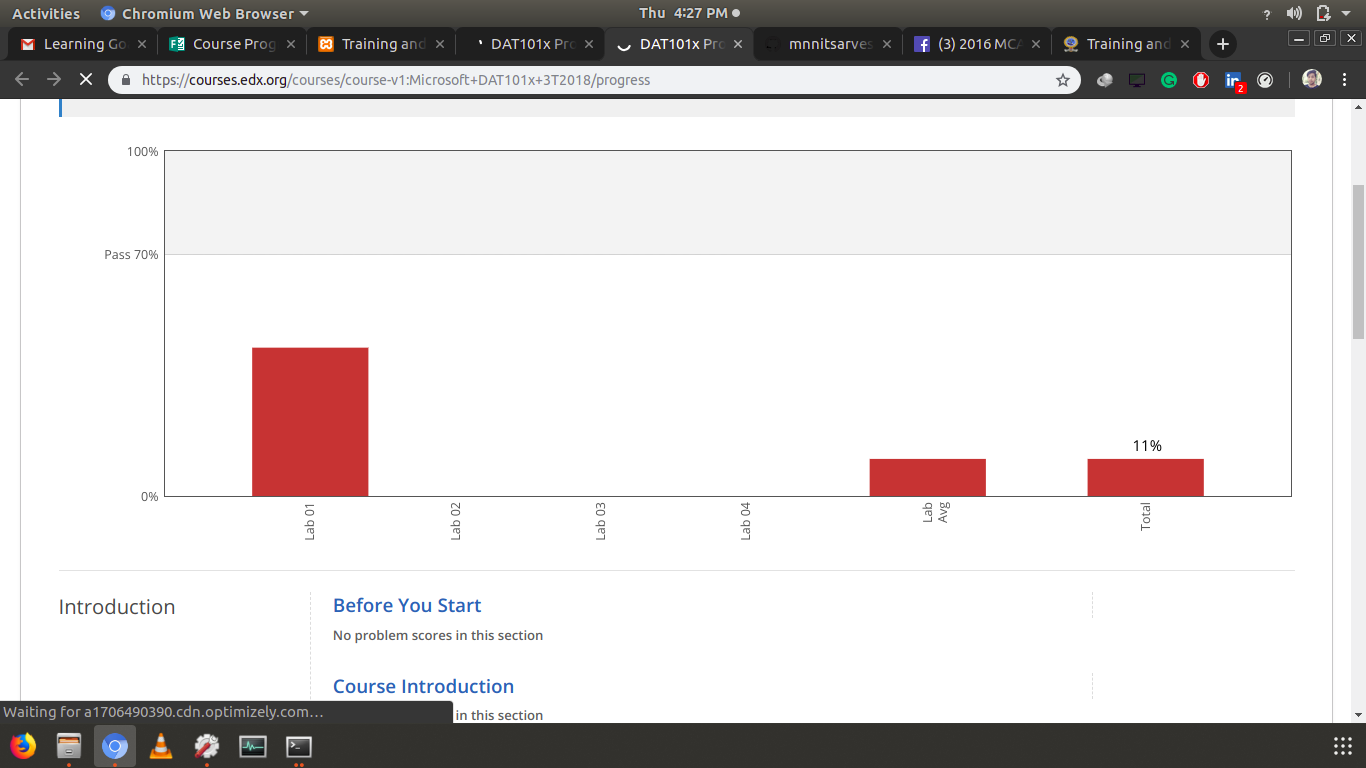 Activities Chromium Web Browser Thu 4:27 PM ?
Learning Go Course Prog Training and DAT101x Pro DAT101x Pro mnnitsarves (3) 2016 MCA Training and
https://courses.edx.org/courses/course-v1:Microsoft+DAT101x+3T2018/progress in 2
100%
Pass 70%
11%
0%
Lab 01
Lab 02
Lab 03
Lab 04
Lab
Avg
Total
Introduction
Before You Start
No problem scores in this section
Course Introduction
in this section
Waiting for a1706490390.cdn.optimizely.com…